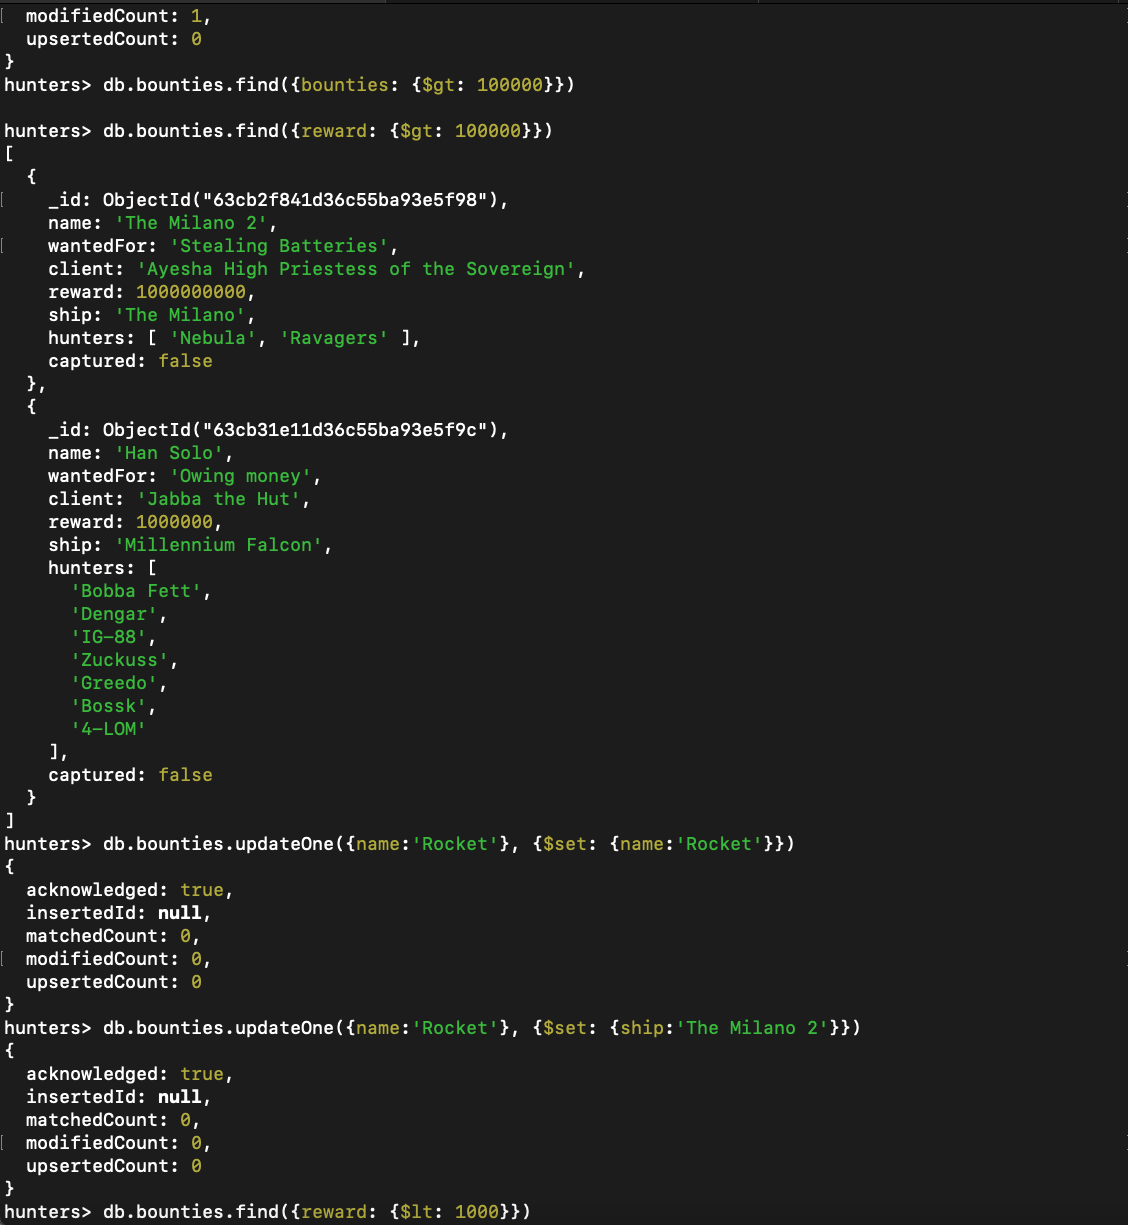 modifiedCount: 1,
upsertedCount: 0
}
hunters> db.bounties.find({bounties: {$gt: 100000}})
hunters> db.bounties.find({reward: {$gt: 100000}})
[
{
_id: ObjectId("63cb2f841d36c55ba93e5f98"),
name: 'The Milano 2',
wantedFor: 'Stealing Batteries',
client: 'Ayesha High Priestess of the Sovereign',
reward: 1000000000,
ship: 'The Milano',
hunters: [ 'Nebula', 'Ravagers' ],
captured: false
},
{
_id: ObjectId("63cb31e11d36c55ba93e5f9c"),
name: 'Han Solo',
wantedFor: 'Owing money',
client: 'Jabba the Hut',
reward: 1000000,
ship: 'Millennium Falcon',
hunters: [
'Bobba Fett',
'Dengar',
'IG-88',
'Zuckuss',
'Greedo',
'Bossk',
'4-LOM'
],
captured: false
}
]
hunters> db.bounties.updateOne({name:'Rocket'}, {$set: {name:'Rocket'}})
{
acknowledged: true,
insertedId: null,
matchedCount: 0,
modifiedCount: 0,
upsertedCount: 0
}
hunters> db.bounties.updateOne({name:'Rocket'}, {$set: {ship:'The Milano 2'}})
{
acknowledged: true,
insertedId: null,
matchedCount: 0,
modifiedCount: 0,
upsertedCount: 0
}
hunters> db.bounties.find({reward: {$lt: 1000}})